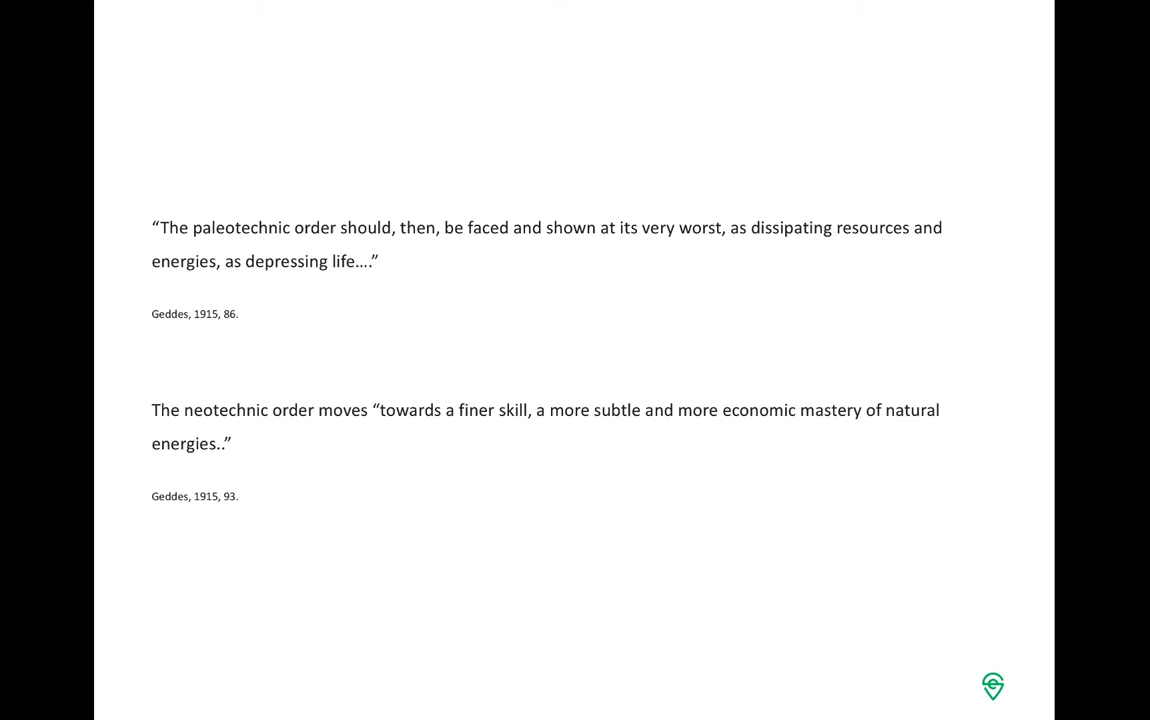 “The paleotechnic order should, then, be faced and shown at its very worst, as dissipating resources and
energies, as depressing life….”
Geddes, 1915, 86.
The neotechnic order moves “towards a finer skill, a more subtle and more economic mastery of natural
energies..”
Geddes, 1915, 93.